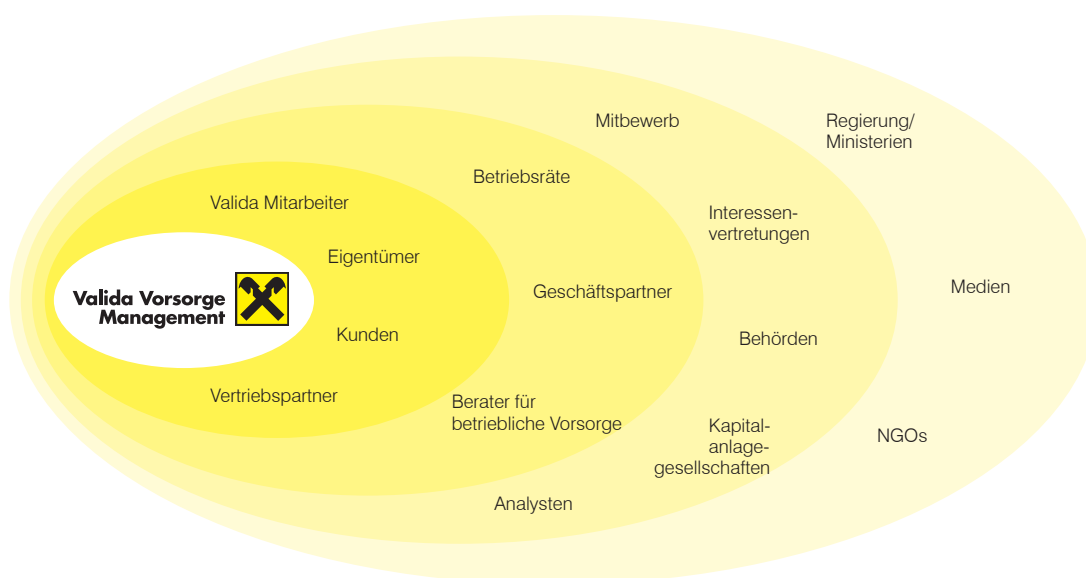 Mitbewerb
Regierung/
Ministerien
Betriebsräte
Valida Mitarbeiter
Interessen-
vertretungen
Eigentümer
Medien
Geschäftspartner
Valida Vorsorge
Management
Kunden
Behörden
Vertriebspartner
Berater für
betriebliche Vorsorge
Kapital-
anlage-
gesellschaften
NGOs
Analysten